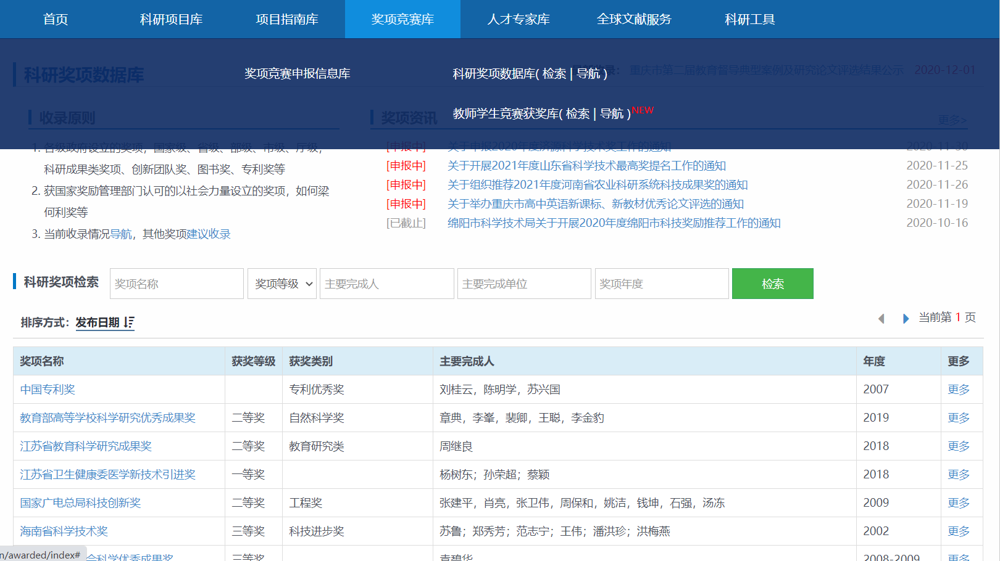 首页 科研项目库 项目指南库 奖项竞赛库 人才专家库 全球文献服务 科研工具
科研奖项数据库 奖项竞赛申报信息库 科研奖项数据库( 检索 | 导航 ) 收录： 重庆市第二届教育督导典型案例及研究论文评选结果公示 2020-12-01
教师学生竞赛获奖库( 检索 | 导航 ) NEW
收录原则 奖项资讯 更多>
1. 各级政府设立的奖项，国家级、省级、部级、市级、厅级，
科研成果类奖项、创新团队奖、图书奖、专利奖等
2. 获国家奖励管理部门认可的以社会力量设立的奖项，如何梁
何利奖等
3. 当前收录情况导航，其他奖项建议收录
[申报中] 关于申报2020年度济源科学技术奖工作的通知 2020-11-30
[申报中] 关于开展2021年度山东省科学技术最高奖提名工作的通知 2020-11-25
[申报中] 关于组织推荐2021年度河南省农业科研系统科技成果奖的通知 2020-11-26
[申报中] 关于举办重庆市高中英语新课标、新教材优秀论文评选的通知 2020-11-19
[已截止] 绵阳市科学技术局关于开展2020年度绵阳市科技奖励推荐工作的通知 2020-10-16
科研奖项检索 奖项名称 奖项等级 主要完成人 主要完成单位 奖项年度 检索
排序方式： 发布日期 当前第 1 页
奖项名称 获奖等级 获奖类别 主要完成人 年度 更多
中国专利奖 专利优秀奖 刘桂云，陈明学，苏兴国 2007 更多
教育部高等学校科学研究优秀成果奖 二等奖 自然科学奖 章典，李峯，裴卿，王聪，李金豹 2019 更多
江苏省教育科学研究成果奖 二等奖 教育研究类 周继良 2018 更多
江苏省卫生健康委医学新技术引进奖 一等奖 杨树东；孙荣超；蔡颖 2018 更多
国家广电总局科技创新奖 二等奖 工程奖 张建平，肖亮，张卫伟，周保和，姚洁，钱坤，石强，汤冻 2009 更多
海南省科学技术奖 三等奖 科技进步奖 苏鲁；郑秀芳；范志宁；王伟；潘洪珍；洪梅燕 2002 更多
会科学优秀成果奖 三等奖 袁碧华 2008-2009 更多
n/awarded/index#